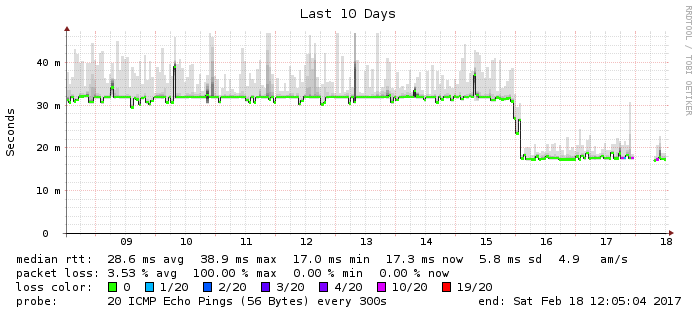 Last 10 Days
RRDTOOL / TOBI OETIKER
Seconds
40 m
30 m
20 m
10 m
0
09 10 11 12 13 14 15 16 17 18
median rtt: 28.6 ms avg 38.9 ms max 17.0 ms min 17.3 ms now 5.8 ms sd 4.9 am/s
packet loss: 3.53 % avg 100.00 % max 0.00 % min 0.00 % now
loss color: 0 1/20 2/20 3/20 4/20 10/20 19/20
probe: 20 ICMP Echo Pings (56 Bytes) every 300s end: Sat Feb 18 12:05:04 2017